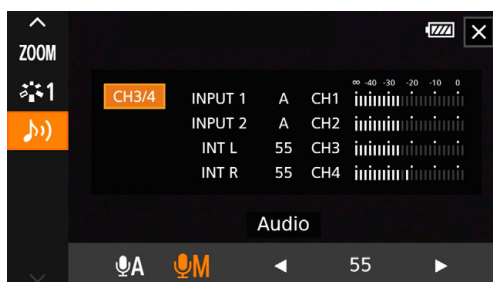 ZOOM
1
∞ -40 -30 -20 -10 0
CH3/4 INPUT 1 A CH1
INPUT 2 A CH2
INT L 55 CH3
INT R 55 CH4
Audio
A M 55